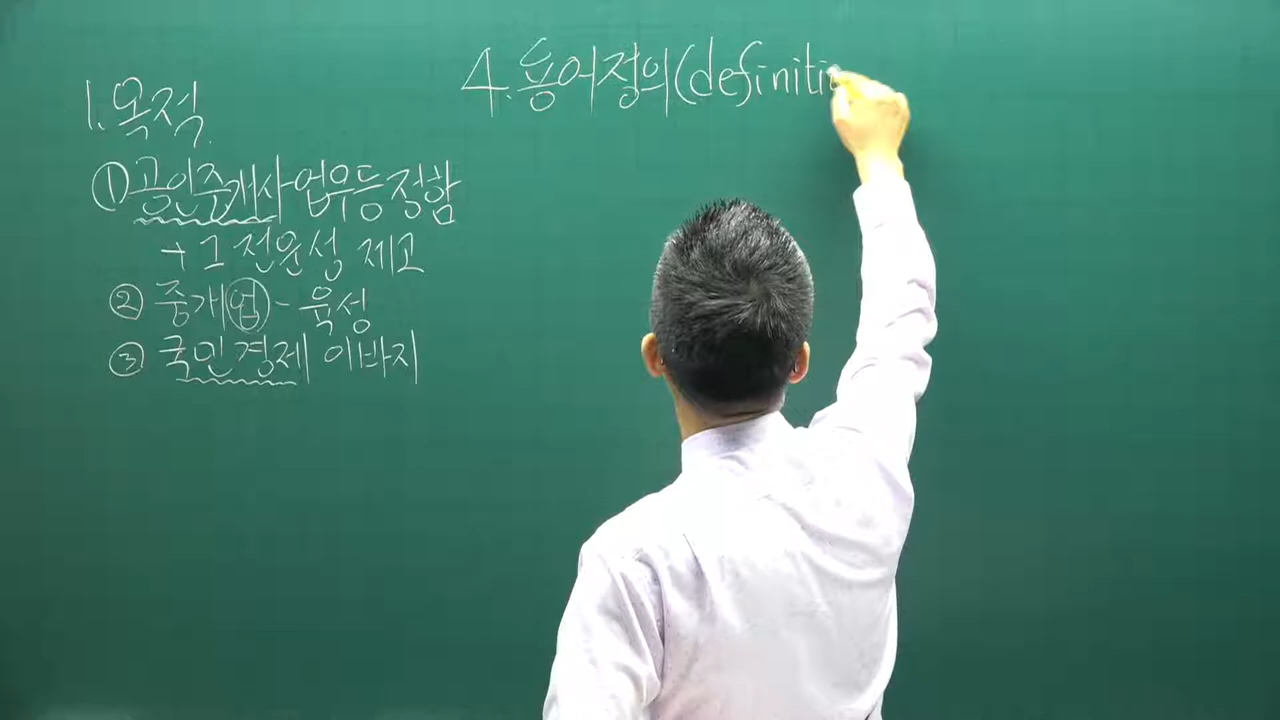 1. 목적
① 공인중개사 업무등 정함
+ 그 전문성 제고
② 중개업 - 육성
③ 국민경제 이바지
4. 용어정의(definiti